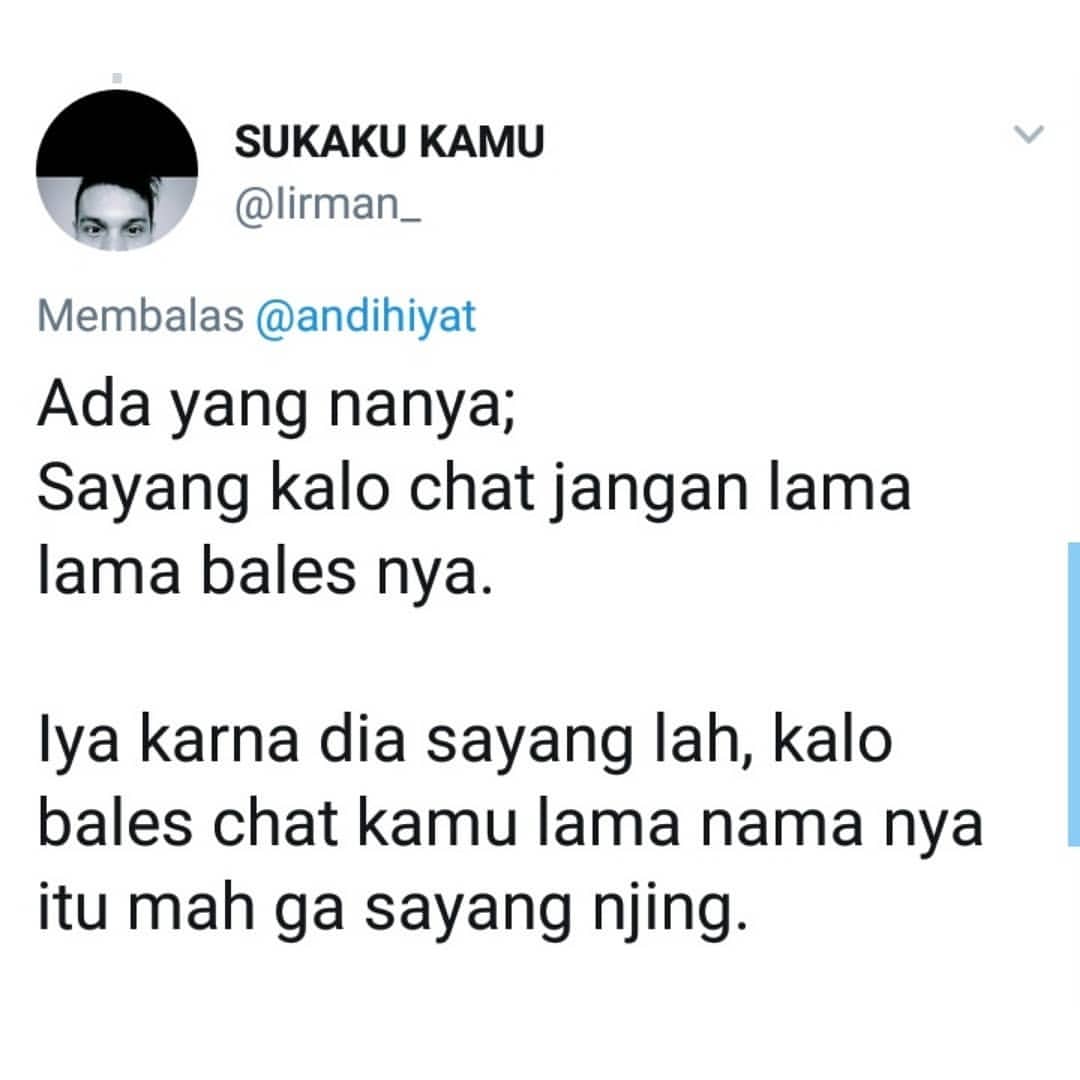 SUKAKU KAMU
@lirman_
Membalas @andihiyat
Ada yang nanya;
Sayang kalo chat jangan lama
lama bales nya.
Iya karna dia sayang lah, kalo
bales chat kamu lama nama nya
itu mah ga sayang njing.